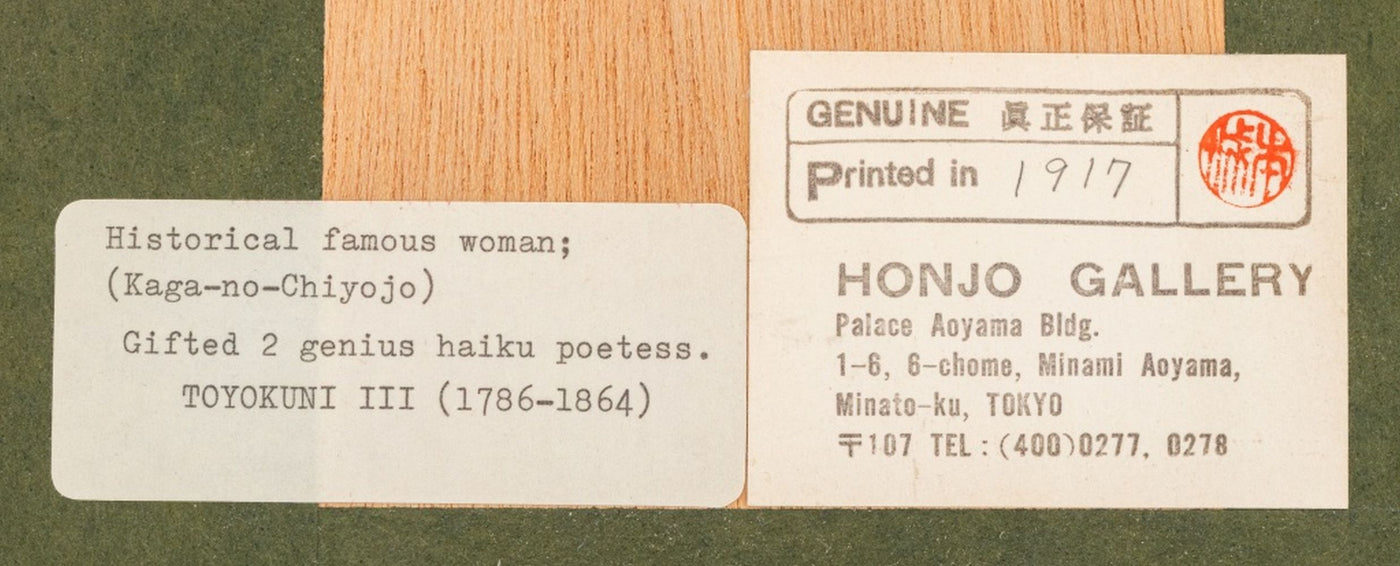 Historical famous woman;
(Kaga-no-Chiyojo)
Gifted 2 genius haiku poetess.
TOYOKUNI III (1786-1864)
GENUINE 眞正保証
Printed in 1917
HONJO GALLERY
Palace Aoyama Bldg.
1-6, 6-chome, Minami Aoyama,
Minato-ku, TOKYO
〒107 TEL:(400)0277, 0278